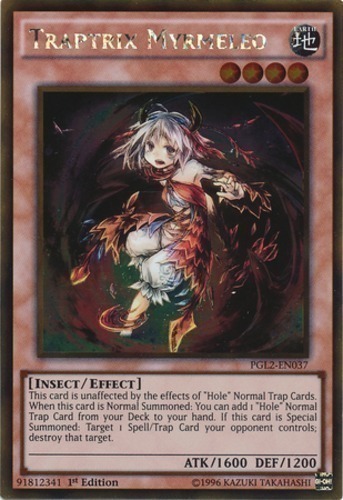 Traptrix Myrmeleo
EARTH
地
PGL2-EN037
[Insect/Effect]
This card is unaffected by the effects of "Hole" Normal Trap Cards.
When this card is Normal Summoned: You can add 1 "Hole" Normal
Trap Card from your Deck to your hand. If this card is Special
Summoned: Target 1 Spell/Trap Card your opponent controls;
destroy that target.
ATK/1600 DEF/1200
91812341 1st Edition ©1996 KAZUKI TAKAHASHI